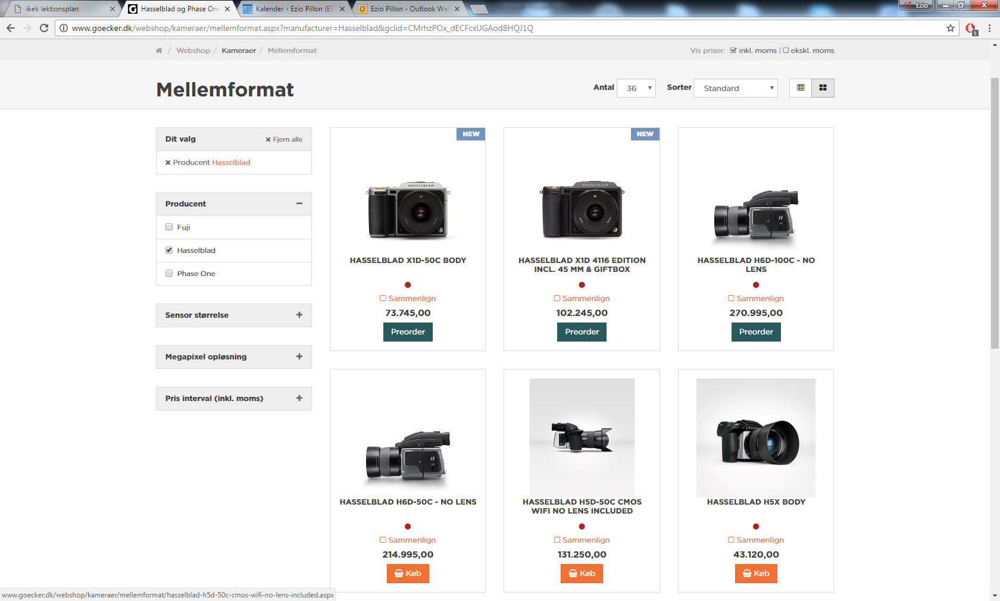 ikek lektionsplan
Hasselblad og Phase One
Kalender - Ezio Pillon (EP
Ezio Pillon - Outlook We
Ezio
www.goecker.dk/webshop/kameraer/mellemformat.aspx?manufacturer=Hasselblad&gclid=CMrhzPOx_dECFcxUGAod8HQJ1Q
5
/ Webshop / Kameraer / Mellemformat
Vis priser: inkl. moms | ekskl. moms
Mellemformat
Antal 36
Sorter Standard
Dit valg
Fjern alle
Producent Hasselblad
Producent
Fuji
Hasselblad
Phase One
Sensor størrelse
Megapixel opløsning
Pris interval (inkl. moms)
NEW
HASSELBLAD
HASSELBLAD X1D-50C BODY
Sammenlign
73.745,00
Preorder
NEW
HASSELBLAD
HASSELBLAD X1D 4116 EDITION
INCL. 45 MM & GIFTBOX
Sammenlign
102.245,00
Preorder
HASSELBLAD H6D-100C - NO
LENS
Sammenlign
270.995,00
Preorder
HASSELBLAD H6D-50C - NO LENS
Sammenlign
214.995,00
Køb
HASSELBLAD H5D-50C CMOS
WIFI NO LENS INCLUDED
Sammenlign
131.250,00
Køb
HASSELBLAD H5X BODY
Sammenlign
43.120,00
Køb
www.goecker.dk/webshop/kameraer/mellemformat/hasselblad-h5d-50c-cmos-wifi-no-lens-included.aspx